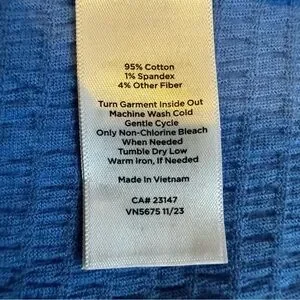 95% Cotton
1% Spandex
4% Other Fiber
Turn Garment Inside Out
Machine Wash Cold
Gentle Cycle
Only Non-Chlorine Bleach
When Needed
Tumble Dry Low
Warm Iron, If Needed
Made In Vietnam
CA# 23147
VN5675 11/23